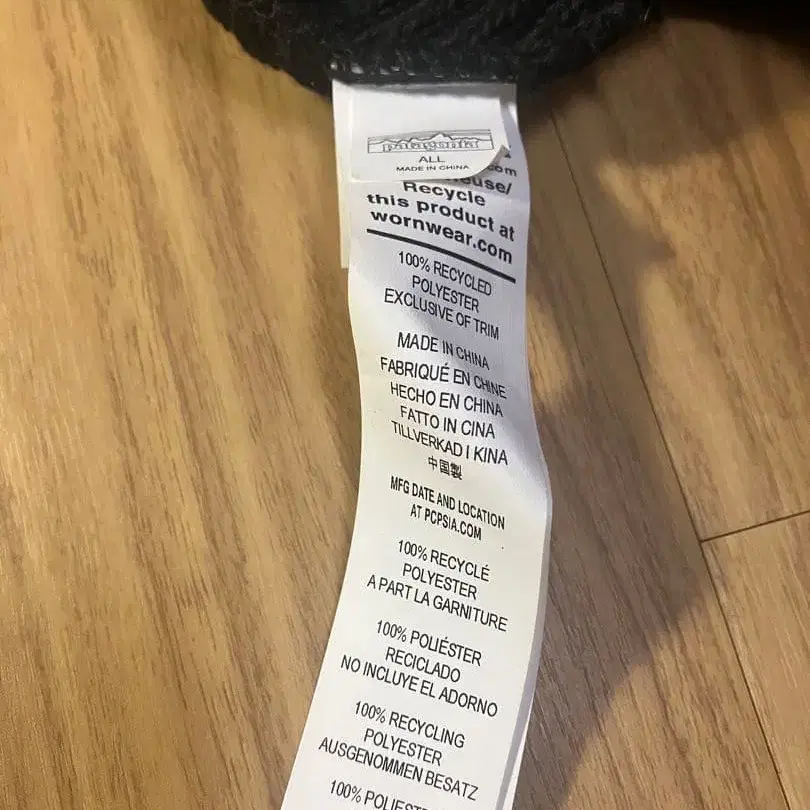 patagonia
ALL
MADE IN CHINA
com
euse/
Recycle
this product at
wornwear.com
100% RECYCLED
POLYESTER
EXCLUSIVE OF TRIM
MADE IN CHINA
FABRIQUÉ EN CHINE
HECHO EN CHINA
FATTO IN CINA
TILLVERKAD I KINA
中国製
MFG DATE AND LOCATION
AT PCPSIA.COM
100% RECYCLÉ
POLYESTER
A PART LA GARNITURE
100% POLIÉSTER
RECICLADO
NO INCLUYE EL ADORNO
100% RECYCLING
POLYESTER
AUSGENOMMEN BESATZ
100%